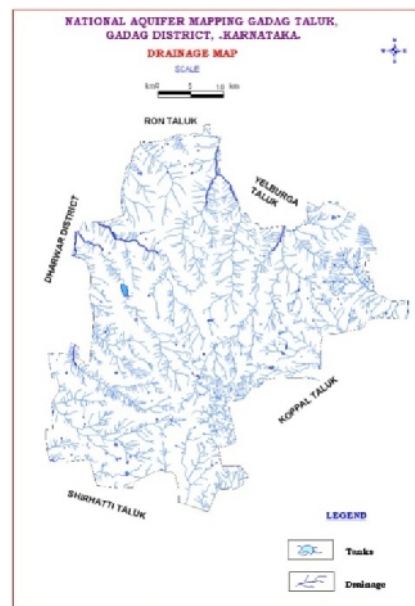 NATIONAL AQUIFER MAPPING GADAG TALUK,
GADAG DISTRICT, .KARNATAKA.
DRAINAGE MAP
SCALE
km 5 10 km
RON TALUK
YELBURGA
TALUK
DHARWAR DISTRICT
KOPPAL TALUK
SHIRHATTI TALUK
LEGEND
Tanks
Drainage